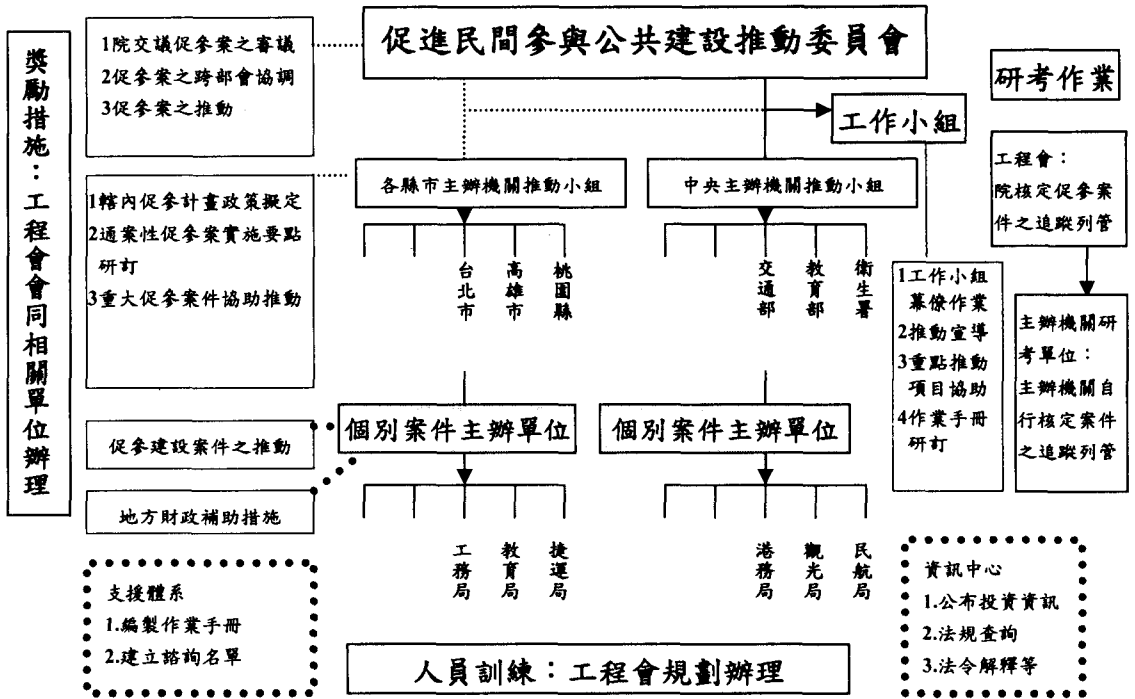 獎勵措施：工程會會同相關單位辦理
1院交議促參案之審議
2促參案之跨部會協調
3促參案之推動
促進民間參與公共建設推動委員會
工作小組
研考作業
1轄內促參計畫政策擬定
2通案性促參案實施要點
研訂
3重大促參案件協助推動
各縣市主辦機關推動小組
中央主辦機關推動小組
台北市
高雄市
桃園縣
交通部
教育部
衛生署
工程會：
院核定促參案
件之追蹤列管
1工作小組
幕僚作業
2推動宣導
3重點推動
項目協助
4作業手冊
研訂
主辦機關研
考單位：
主辦機關自
行核定案件
之追蹤列管
促參建設案件之推動
個別案件主辦單位
個別案件主辦單位
地方財政補助措施
工務局
教育局
捷運局
港務局
觀光局
民航局
支援體系
1.編製作業手冊
2.建立諮詢名單
人員訓練：工程會規劃辦理
資訊中心
1.公布投資資訊
2.法規查詢
3.法令解釋等